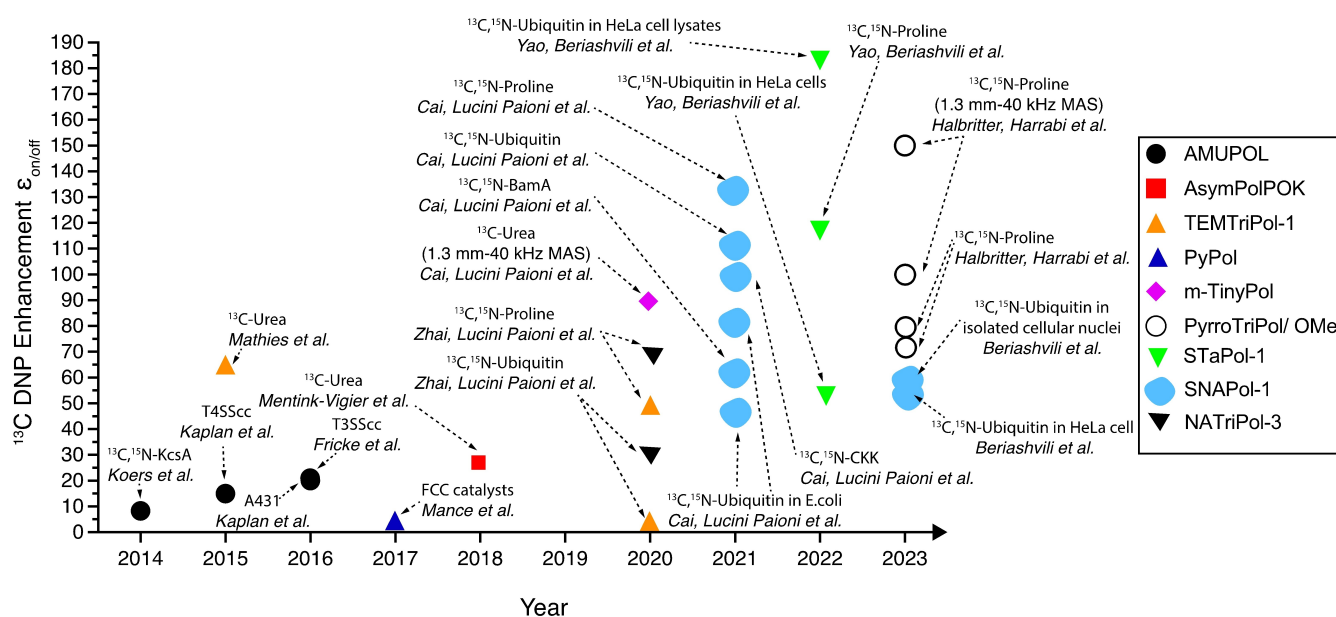 ¹³C DNP Enhancement ε on/off
190
180
170
160
150
140
130
120
110
100
90
80
70
60
50
40
30
20
10
0
2014
2015
2016
2017
2018
2019
2020
2021
2022
2023
Year
¹³C,¹⁵N-KcsA
Koers et al.
T4SScc
Kaplan et al.
¹³C-Urea
Mathies et al.
A431
Kaplan et al.
T3SScc
Fricke et al.
¹³C-Urea
Mentink-Vigier et al.
FCC catalysts
Mance et al.
¹³C,¹⁵N-Ubiquitin in HeLa cell lysates
Yao, Beriashvili et al.
¹³C,¹⁵N-Proline
Cai, Lucini Paioni et al.
¹³C,¹⁵N-Ubiquitin
Cai, Lucini Paioni et al.
¹³C,¹⁵N-BamA
Cai, Lucini Paioni et al.
¹³C-Urea
(1.3 mm-40 kHz MAS)
Cai, Lucini Paioni et al.
¹³C,¹⁵N-Proline
Zhai, Lucini Paioni et al.
¹³C,¹⁵N-Ubiquitin
Zhai, Lucini Paioni et al.
¹³C,¹⁵N-Ubiquitin in HeLa cells
Yao, Beriashvili et al.
¹³C,¹⁵N-Ubiquitin in E.coli
Cai, Lucini Paioni et al.
¹³C,¹⁵N-CKK
Cai, Lucini Paioni et al.
¹³C,¹⁵N-Proline
Yao, Beriashvili et al.
¹³C,¹⁵N-Proline
(1.3 mm-40 kHz MAS)
Halbritter, Harrabi et al.
¹³C,¹⁵N-Proline
Halbritter, Harrabi et al.
¹³C,¹⁵N-Ubiquitin in
isolated cellular nuclei
Beriashvili et al.
¹³C,¹⁵N-Ubiquitin in HeLa cell
Beriashvili et al.
AMUPOL
AsymPolPOK
TEMTriPol-1
PyPol
m-TinyPol
PyrroTriPol/ OMe
STaPol-1
SNAPol-1
NATriPol-3